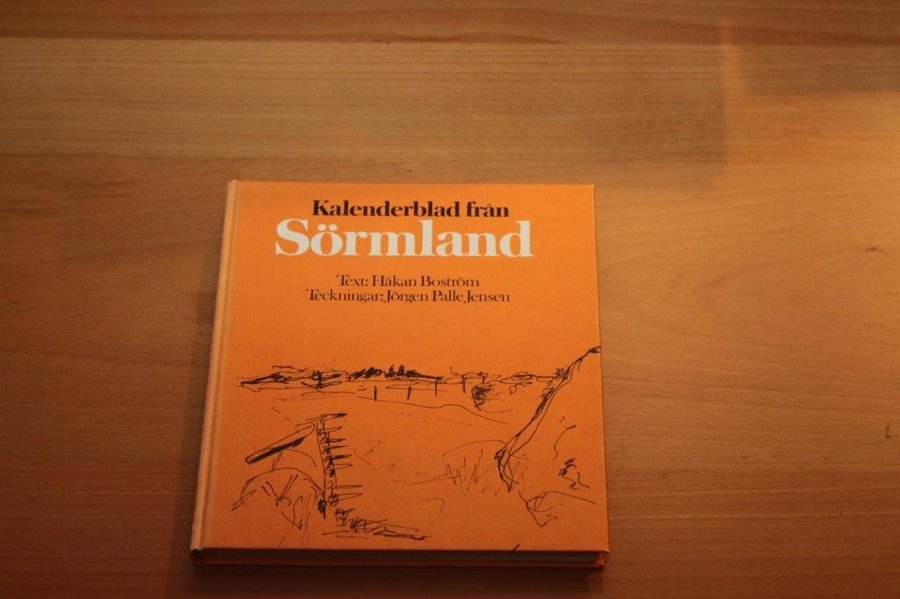 Kalenderblad från
Sörmland
Text: Håkan Boström
Teckningar: Jörgen Palle Jensen